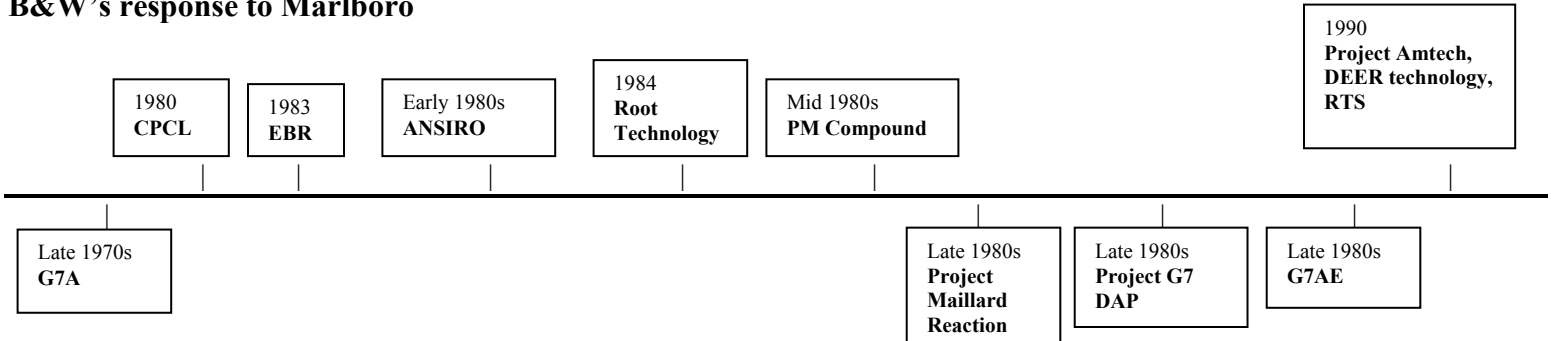 B&W's response to Marlboro
1990
Project Amtech,
DEER technology,
RTS
1980
CPCL
1983
EBR
Early 1980s
ANSIRO
1984
Root
Technology
Mid 1980s
PM Compound
Late 1970s
G7A
Late 1980s
Project
Maillard
Reaction
Late 1980s
Project G7
DAP
Late 1980s
G7AE